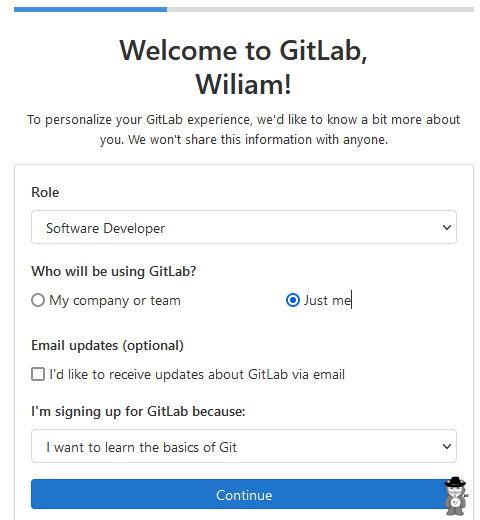 Welcome to GitLab,
Wiliam!
To personalize your GitLab experience, we'd like to know a bit more about
you. We won't share this information with anyone.
Role
Software Developer
Who will be using GitLab?
My company or team
Just me
Email updates (optional)
I'd like to receive updates about GitLab via email
I'm signing up for GitLab because:
I want to learn the basics of Git
Continue